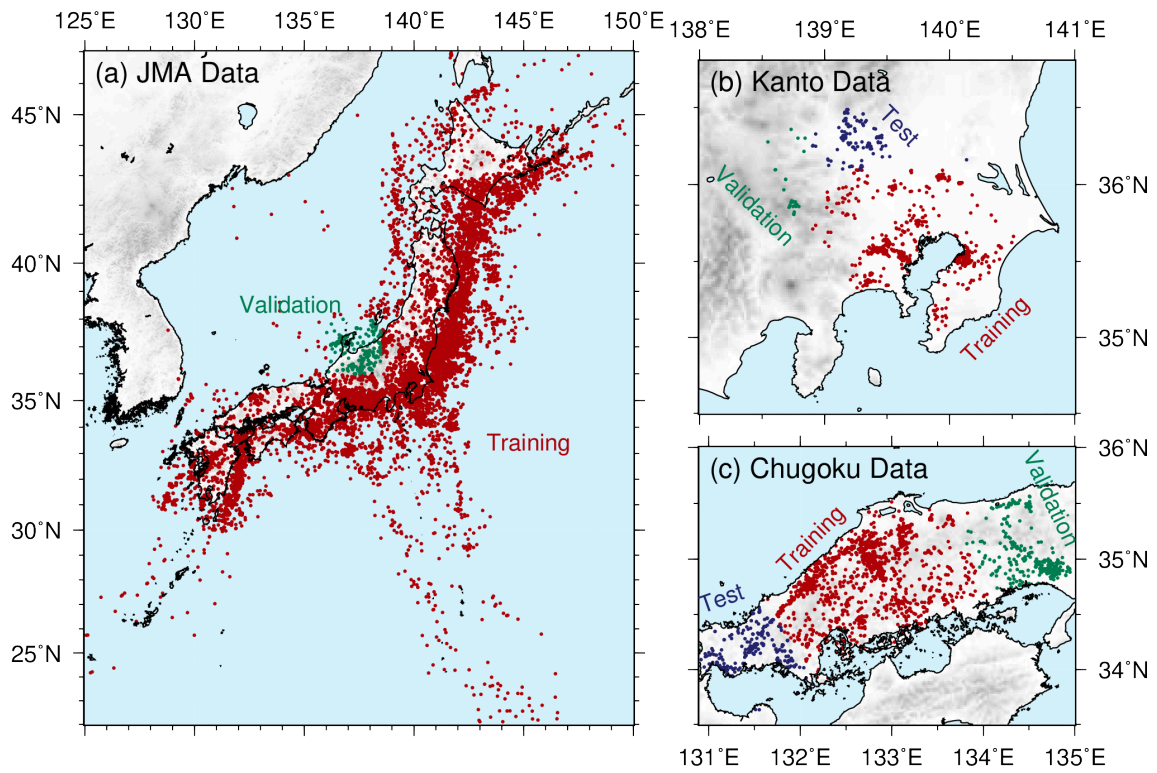 125˚E 130˚E 135˚E 140˚E 145˚E 150˚E
(a) JMA Data
45˚N
40˚N
35˚N
30˚N
25˚N
Validation
Training
138˚E 139˚E 140˚E 141˚E
(b) Kanto Data
Test
Validation
Training
36˚N
35˚N
(c) Chugoku Data
Validation
Training
Test
36˚N
35˚N
34˚N
131˚E 132˚E 133˚E 134˚E 135˚E